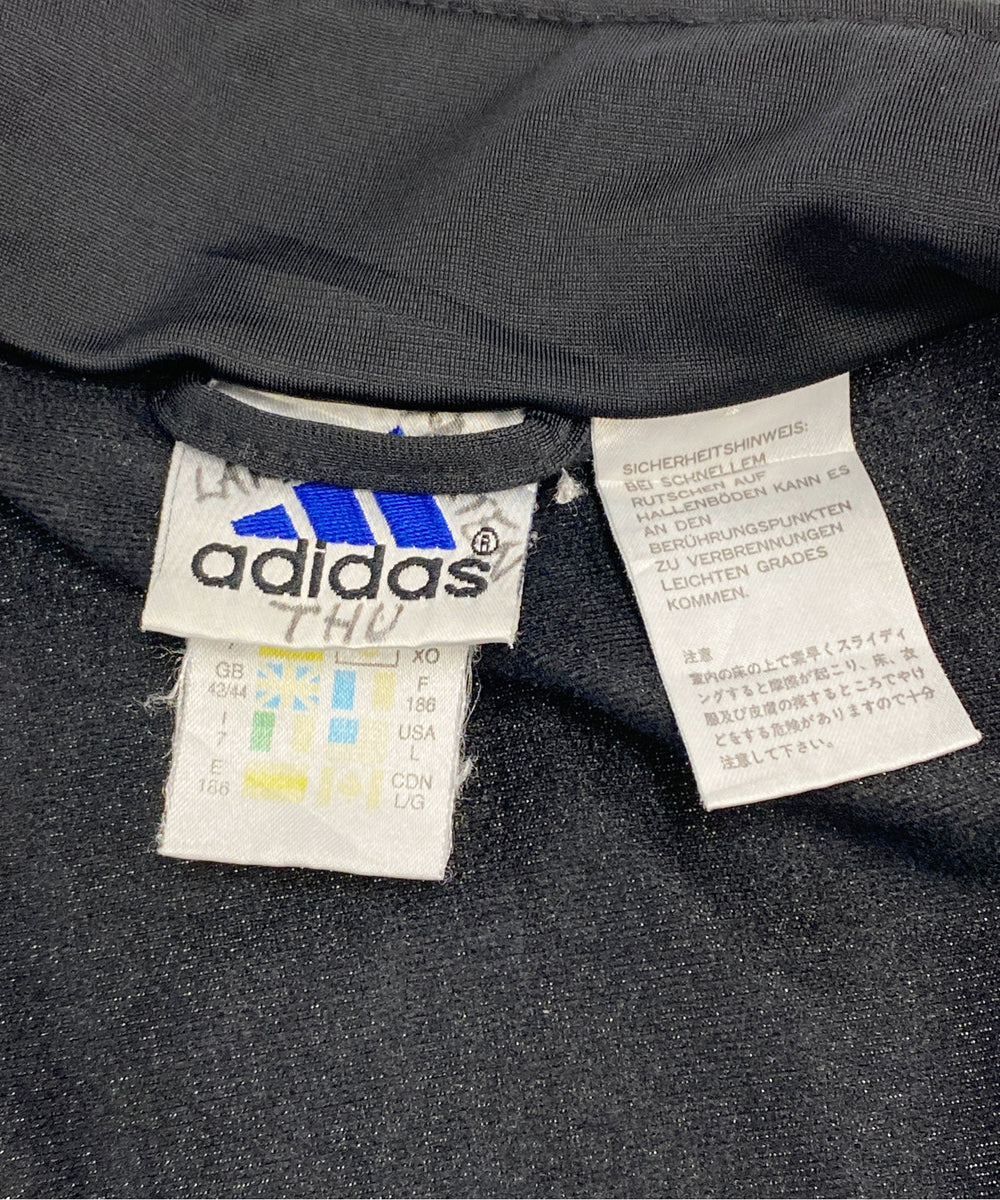 adidas®
THU
XO
GB
42/44
F
186
I
7
USA
L
E
186
CDN
L/G
SICHERHEITSHINWEIS:
BEI SCHNELLEM
RUTSCHEN AUF
HALLENBÖDEN KANN ES
AN DEN
BERÜHRUNGSPUNKTEN
ZU VERBRENNUNGEN
LEICHTEN GRADES
KOMMEN.
注意
室内の床の上で素早くスライディ
ングすると摩擦が起こり、床、衣
服及び皮膚の接するところでやけ
どをする危険がありますので十分
注意して下さい。